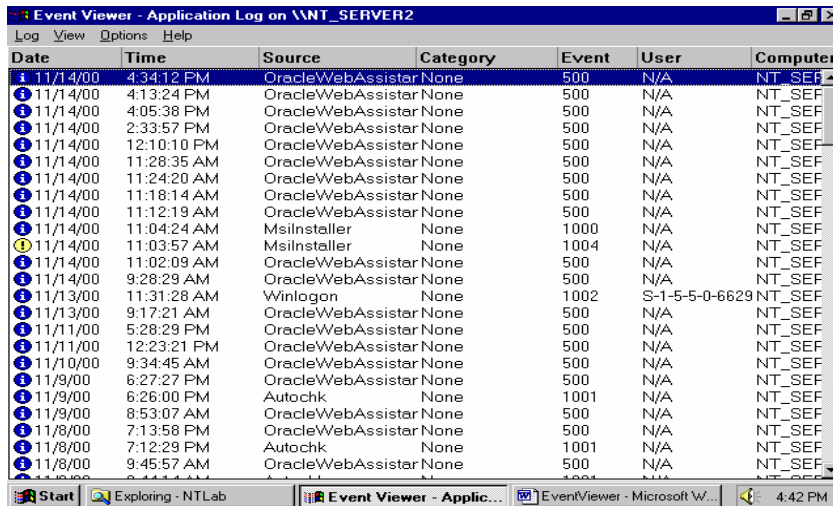 Event Viewer - Application Log on \\NT_SERVER2
Log View Options Help
Date Time Source Category Event User Computer
11/14/00 4:34:12 PM OracleWebAssistar None 500 N/A NT_SEF
11/14/00 4:13:24 PM OracleWebAssistar None 500 N/A NT_SEF
11/14/00 4:05:38 PM OracleWebAssistar None 500 N/A NT_SEF
11/14/00 2:33:57 PM OracleWebAssistar None 500 N/A NT_SEF
11/14/00 12:10:10 PM OracleWebAssistar None 500 N/A NT_SEF
11/14/00 11:28:35 AM OracleWebAssistar None 500 N/A NT_SEF
11/14/00 11:24:20 AM OracleWebAssistar None 500 N/A NT_SEF
11/14/00 11:18:14 AM OracleWebAssistar None 500 N/A NT_SEF
11/14/00 11:12:19 AM OracleWebAssistar None 500 N/A NT_SEF
11/14/00 11:04:24 AM MsiInstaller None 1000 N/A NT_SEF
11/14/00 11:03:57 AM MsiInstaller None 1004 N/A NT_SEF
11/14/00 11:02:09 AM OracleWebAssistar None 500 N/A NT_SEF
11/14/00 9:28:29 AM OracleWebAssistar None 500 N/A NT_SEF
11/13/00 11:31:28 AM Winlogon None 1002 S-1-5-5-0-6629 NT_SEF
11/13/00 9:17:21 AM OracleWebAssistar None 500 N/A NT_SEF
11/11/00 5:28:29 PM OracleWebAssistar None 500 N/A NT_SEF
11/11/00 12:23:21 PM OracleWebAssistar None 500 N/A NT_SEF
11/10/00 9:34:45 AM OracleWebAssistar None 500 N/A NT_SEF
11/9/00 6:27:27 PM OracleWebAssistar None 500 N/A NT_SEF
11/9/00 6:26:00 PM Autochk None 1001 N/A NT_SEF
11/9/00 8:53:07 AM OracleWebAssistar None 500 N/A NT_SEF
11/8/00 7:13:58 PM OracleWebAssistar None 500 N/A NT_SEF
11/8/00 7:12:29 PM Autochk None 1001 N/A NT_SEF
11/8/00 9:45:57 AM OracleWebAssistar None 500 N/A NT_SEF
Start Exploring - NTLab Event Viewer - Applic... EventViewer - Microsoft W... 4:42 PM